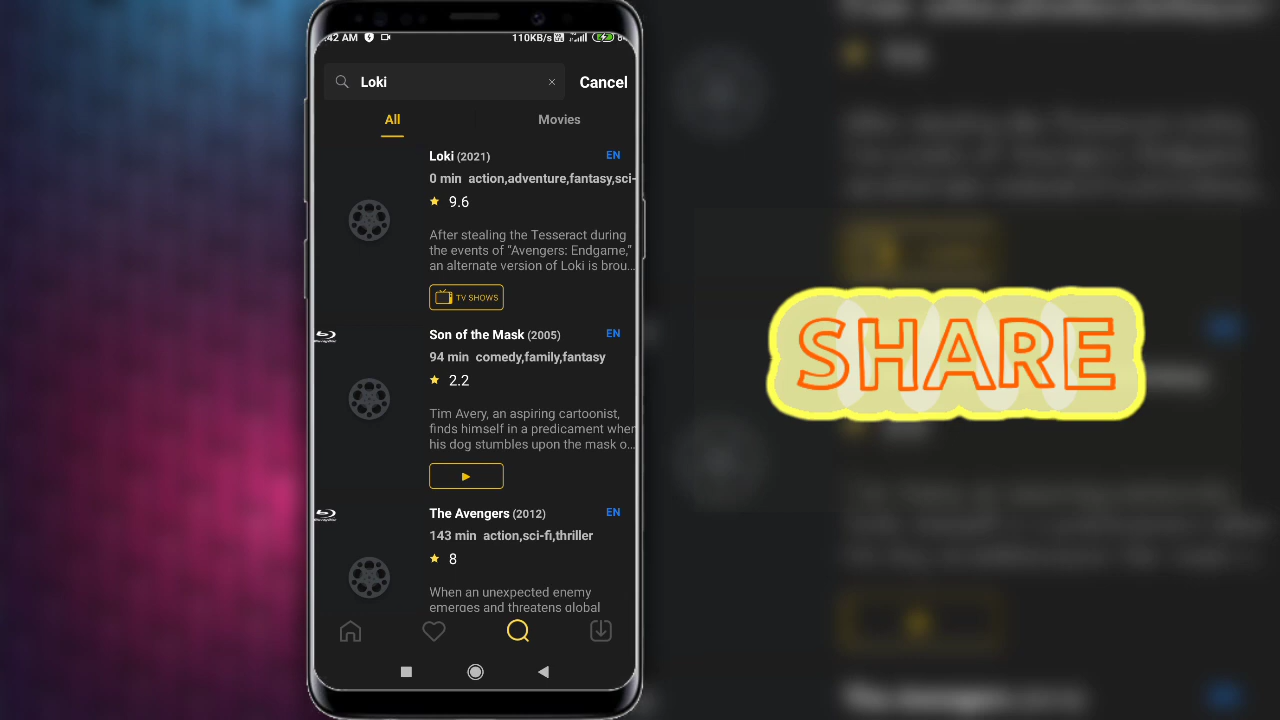 :42 AM
110KB/s
Loki
Cancel
All
Movies
Loki (2021)
EN
0 min action,adventure,fantasy,sci-
9.6
After stealing the Tesseract during
the events of “Avengers: Endgame,”
an alternate version of Loki is brou...
TV SHOWS
Son of the Mask (2005)
EN
94 min comedy,family,fantasy
2.2
Tim Avery, an aspiring cartoonist,
finds himself in a predicament when
his dog stumbles upon the mask o...
The Avengers (2012)
EN
143 min action,sci-fi,thriller
8
When an unexpected enemy
emerges and threatens global
SHARE